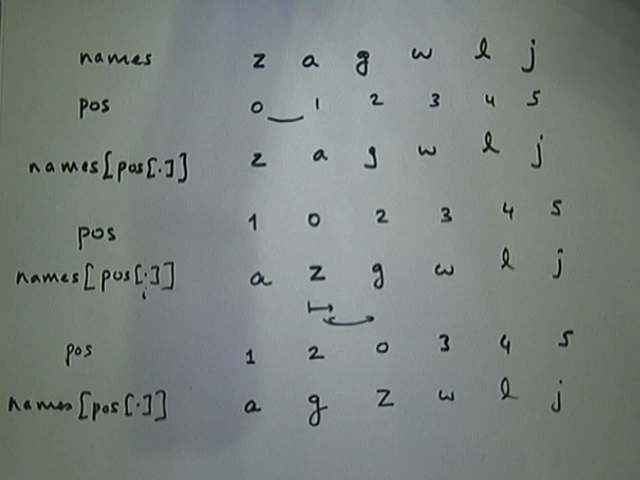 names z a g w l j
pos 0 1 2 3 4 5
names[pos[.]] z a g w l j
pos 1 0 2 3 4 5
names[pos[.]] a z g w l j
i
pos 1 2 0 3 4 5
names[pos[.]] a g z w l j